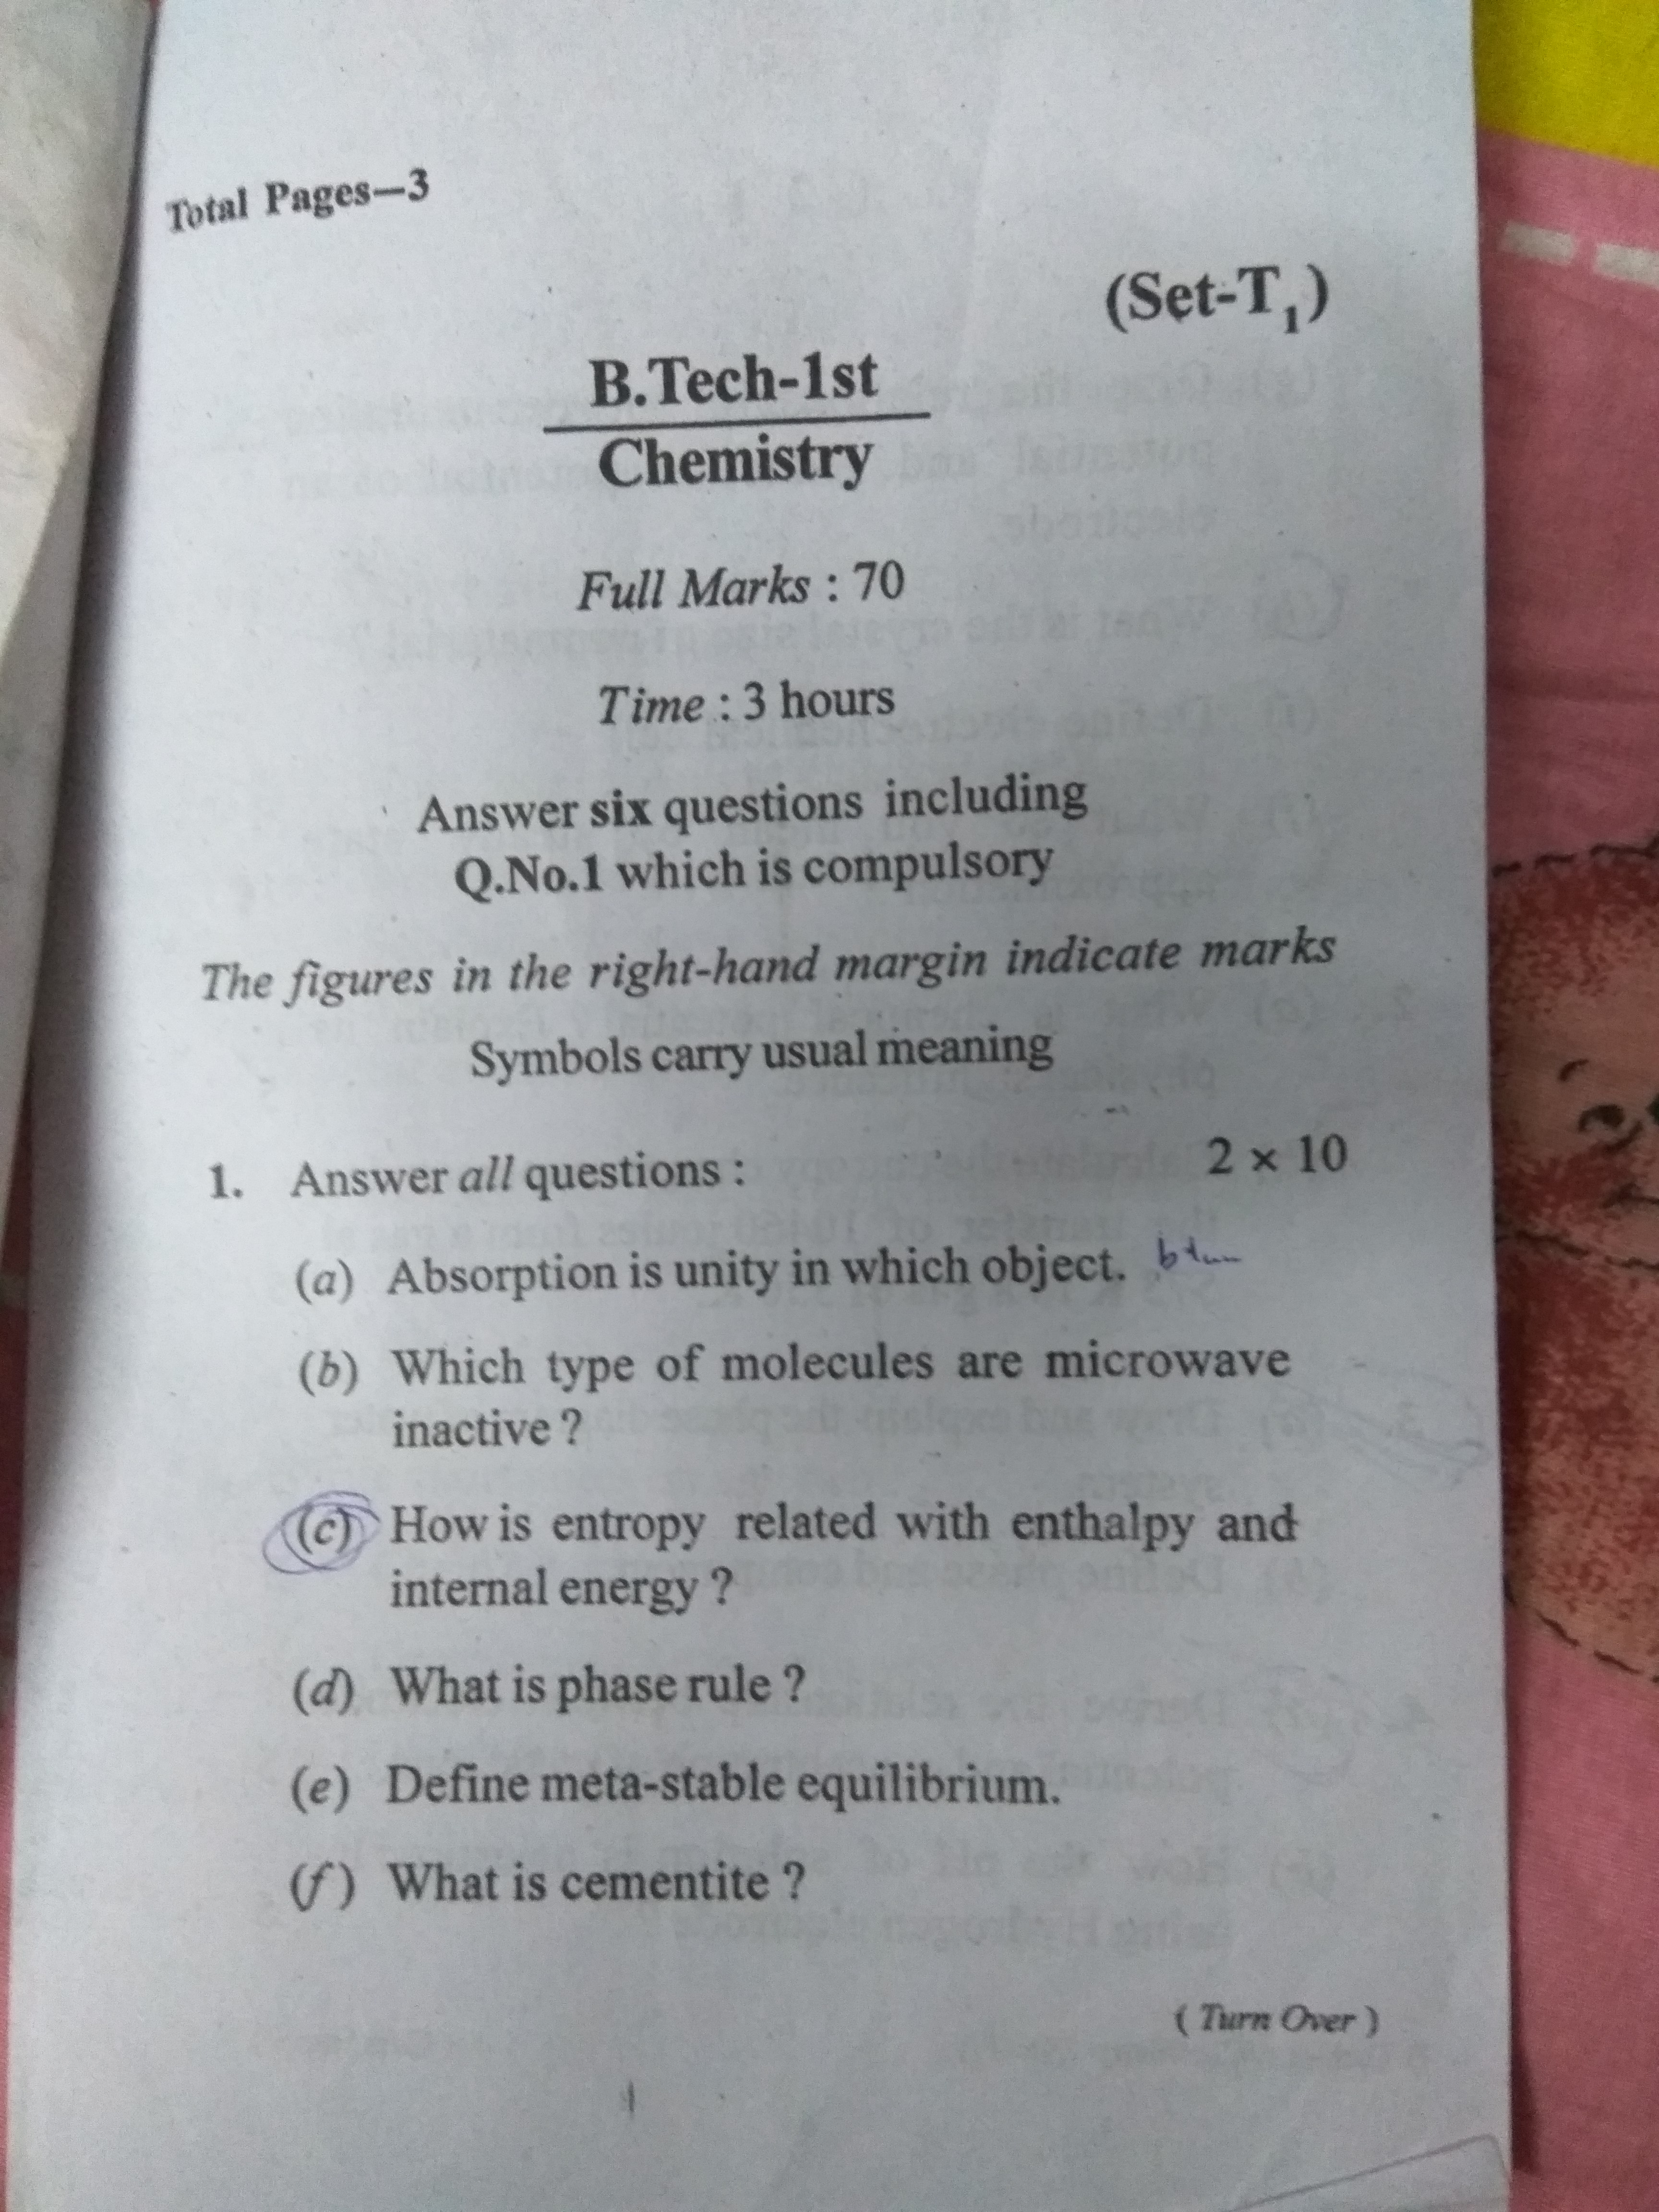 Total Pages—3
(Set-T₁)
B.Tech-1st
Chemistry
Full Marks : 70
Time : 3 hours
Answer six questions including
Q.No.1 which is compulsory
The figures in the right-hand margin indicate marks
Symbols carry usual meaning
1. Answer all questions : 2 × 10
(a) Absorption is unity in which object.
(b) Which type of molecules are microwave
inactive ?
(c) How is entropy related with enthalpy and
internal energy ?
(d) What is phase rule ?
(e) Define meta-stable equilibrium.
(f) What is cementite ?
( Turn Over )